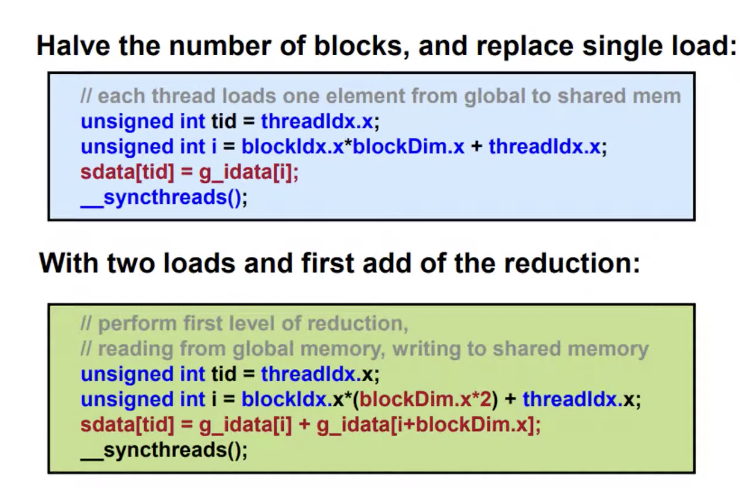 Halve the number of blocks, and replace single load:
// each thread loads one element from global to shared mem
unsigned int tid = threadIdx.x;
unsigned int i = blockIdx.x*blockDim.x + threadIdx.x;
sdata[tid] = g_idata[i];
__syncthreads();
With two loads and first add of the reduction:
// perform first level of reduction,
// reading from global memory, writing to shared memory
unsigned int tid = threadIdx.x;
unsigned int i = blockIdx.x*(blockDim.x*2) + threadIdx.x;
sdata[tid] = g_idata[i] + g_idata[i+blockDim.x];
__syncthreads();